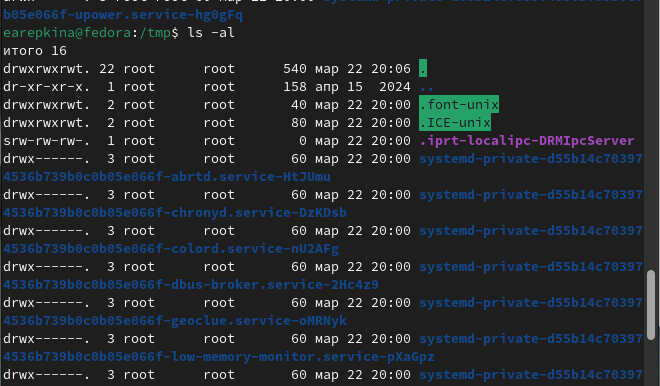 b05e066f-upower.service-hg0gFq
earepkina@fedora:/tmp$ ls -al
итого 16
drwxrwxrwt. 22 root      root      540 мар 22 20:06 .
dr-xr-xr-x.  1 root      root      158 апр 15  2024 ..
drwxrwxrwt.  2 root      root       40 мар 22 20:00 .font-unix
drwxrwxrwt.  2 root      root       80 мар 22 20:00 .ICE-unix
srw-rw-rw-.  1 root      root        0 мар 22 20:00 .iprt-localipc-DRMIpcServer
drwx------.  3 root      root       60 мар 22 20:00 systemd-private-d55b14c70397
4536b739b0c0b05e066f-abrtd.service-HtJUmu
drwx------.  3 root      root       60 мар 22 20:00 systemd-private-d55b14c70397
4536b739b0c0b05e066f-chronyd.service-DzKDsb
drwx------.  3 root      root       60 мар 22 20:00 systemd-private-d55b14c70397
4536b739b0c0b05e066f-colord.service-nU2AFg
drwx------.  3 root      root       60 мар 22 20:00 systemd-private-d55b14c70397
4536b739b0c0b05e066f-dbus-broker.service-2Hc4z9
drwx------.  3 root      root       60 мар 22 20:00 systemd-private-d55b14c70397
4536b739b0c0b05e066f-geoclue.service-oMRNyk
drwx------.  3 root      root       60 мар 22 20:00 systemd-private-d55b14c70397
4536b739b0c0b05e066f-low-memory-monitor.service-pXaGpz
drwx------.  3 root      root       60 мар 22 20:00 systemd-private-d55b14c70397